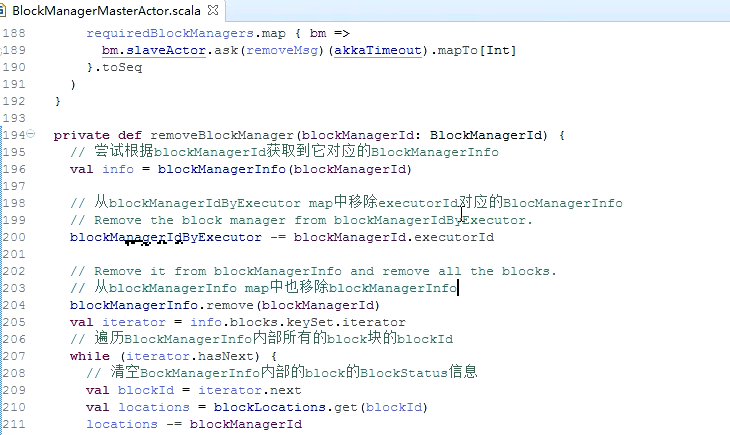 BlockManagerMasterActor.scala
188 requiredBlockManagers.map { bm =>
189 bm.slaveActor.ask(removeMsg)(akkaTimeout).mapTo[Int]
190 }.toSeq
191 )
192 }
193
194 private def removeBlockManager(blockManagerId: BlockManagerId) {
195 // 尝试根据blockManagerId获取到它对应的BlockManagerInfo
196 val info = blockManagerInfo(blockManagerId)
197
198 // 从blockManagerIdByExecutor map中移除executorId对应的BlocManagerInfo
199 // Remove the block manager from blockManagerIdByExecutor.
200 blockManagerIdByExecutor -= blockManagerId.executorId
201
202 // Remove it from blockManagerInfo and remove all the blocks.
203 // 从blockManagerInfo map中也移除blockManagerInfo
204 blockManagerInfo.remove(blockManagerId)
205 val iterator = info.blocks.keySet.iterator
206 // 遍历BlockManagerInfo内部所有的block块的blockId
207 while (iterator.hasNext) {
208 // 清空BockManagerInfo内部的block的BlockStatus信息
209 val blockId = iterator.next
210 val locations = blockLocations.get(blockId)
211 locations -= blockManagerId